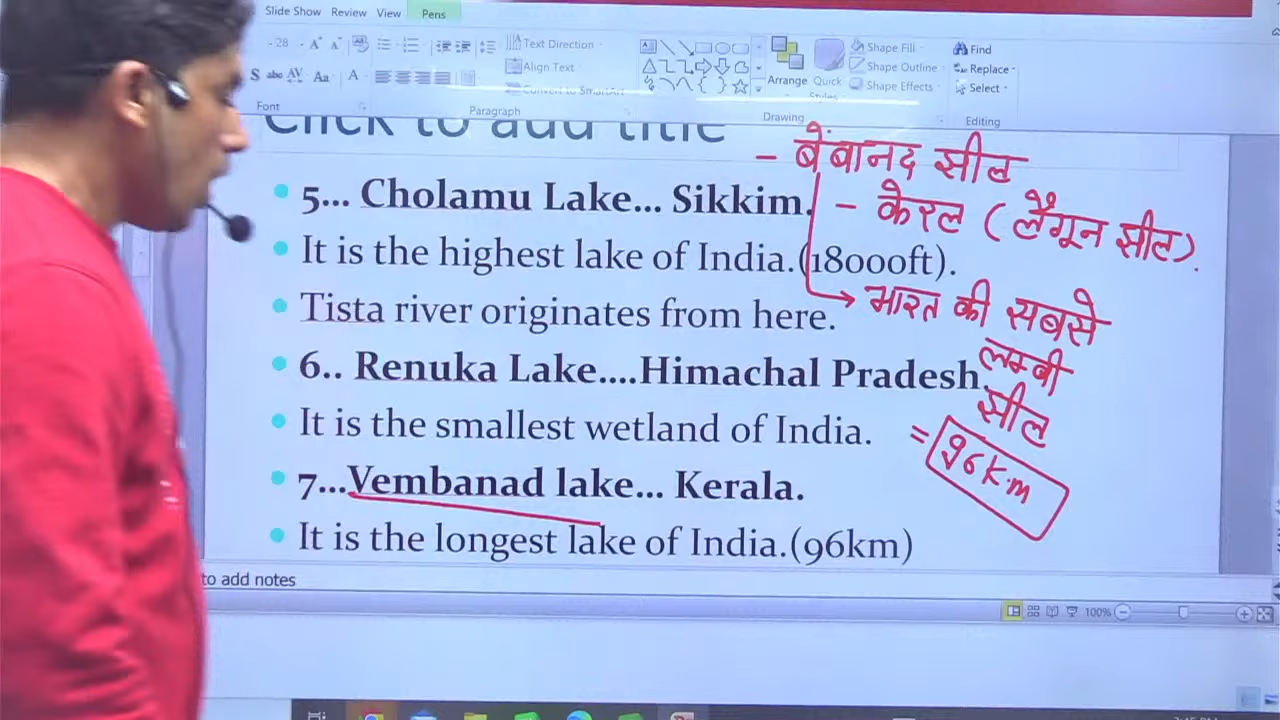 Slide Show Review View Pens
28 A A Text Direction
Align Text
S abc AV Aa A
Shape Fill
Shape Outline
Shape Effects
Arrange Quick
Find
Replace
Select
Font Paragraph Drawing Editing
Click to add title
- बेंबानद सील
5... Cholamu Lake... Sikkim.
- केरल (लैगून सील).
It is the highest lake of India.(18000ft).
Tista river originates from here.
भारत की सबसे
लम्बी
सील
= 96 K.m
6.. Renuka Lake....Himachal Pradesh.
It is the smallest wetland of India.
7...Vembanad lake... Kerala.
It is the longest lake of India.(96km)
to add notes
100%